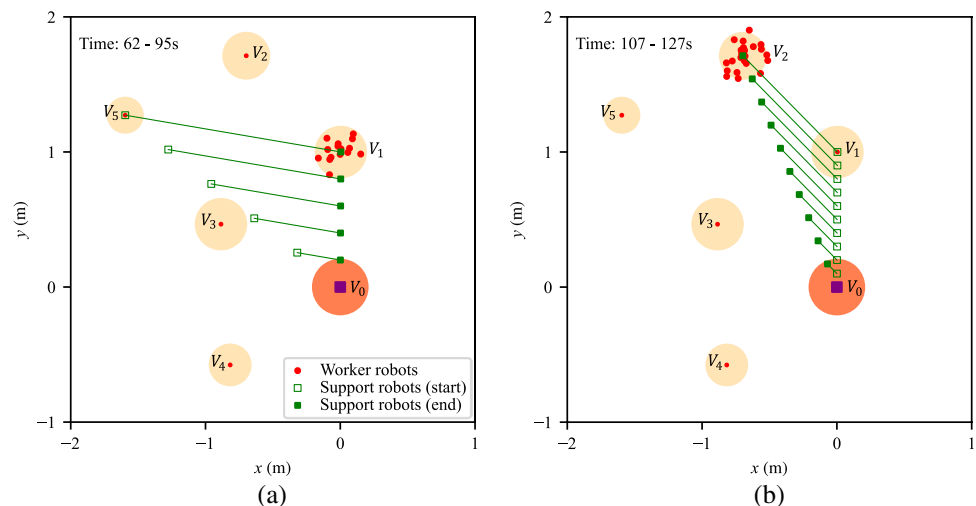 2
1
0
−1
y (m)
−2
−1
0
1
x (m)
Time: 62 - 95s
V₂
V₅
V₁
V₃
V₀
V₄
Worker robots
Support robots (start)
Support robots (end)
(a)
2
1
0
−1
y (m)
−2
−1
0
1
x (m)
Time: 107 - 127s
V₂
V₅
V₁
V₃
V₀
V₄
(b)